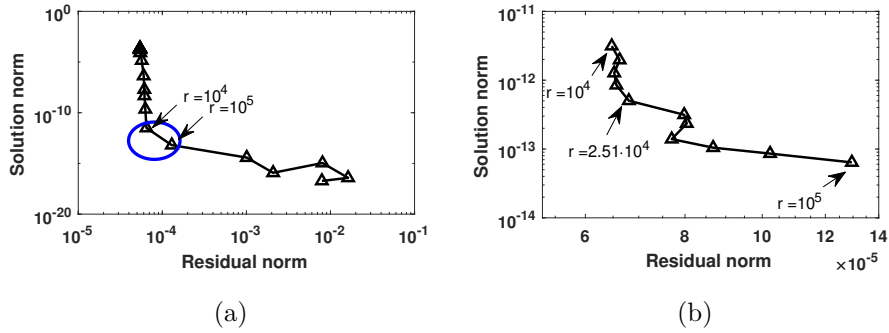 (a)
10^0
10^-10
10^-20
Solution norm
r =10^4
r =10^5
10^-5
10^-4
10^-3
10^-2
10^-1
Residual norm
(a)
(b)
10^-11
10^-12
10^-13
10^-14
Solution norm
r =10^4
r =2.51·10^4
r =10^5
6
8
10
12
14
×10^-5
Residual norm
(b)